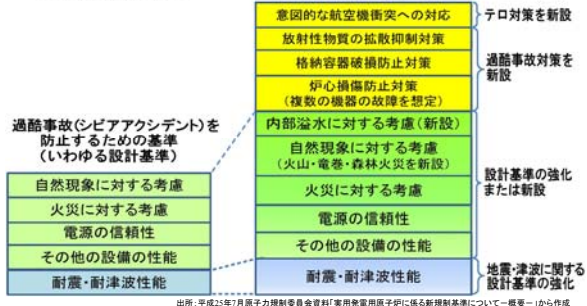 過酷事故(シビアアクシデント)を
防止するための基準
(いわゆる設計基準)
自然現象に対する考慮
火災に対する考慮
電源の信頼性
その他の設備の性能
耐震・耐津波性能
意図的な航空機衝突への対応
放射性物質の拡散抑制対策
格納容器破損防止対策
炉心損傷防止対策
(複数の機器の故障を想定)
内部溢水に対する考慮(新設)
自然現象に対する考慮
(火山・竜巻・森林火災を新設)
火災に対する考慮
電源の信頼性
その他の設備の性能
耐震・耐津波性能
テロ対策を新設
過酷事故対策を
新設
設計基準の強化
または新設
地震・津波に関する
設計基準の強化
出所:平成25年7月原子力規制委員会資料「実用発電用原子炉に係る新規制基準について-概要-」から作成